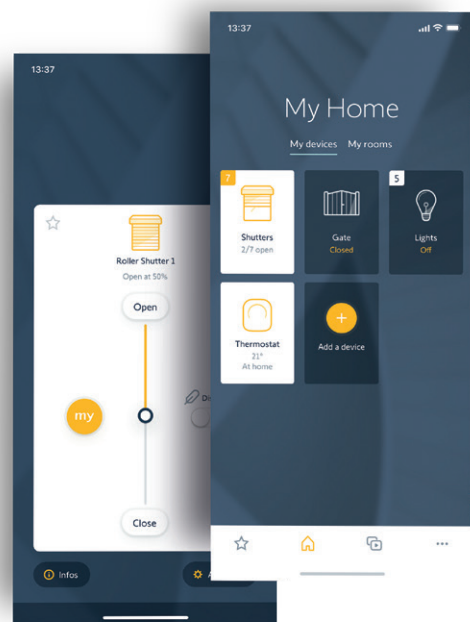 13:37
Roller Shutter 1
Open at 50%
Open
my
Close
Infos
13:37
My Home
My devices My rooms
7
Shutters
2/7 open
Gate
Closed
5
Lights
Off
Thermostat
21°
At home
Add a device